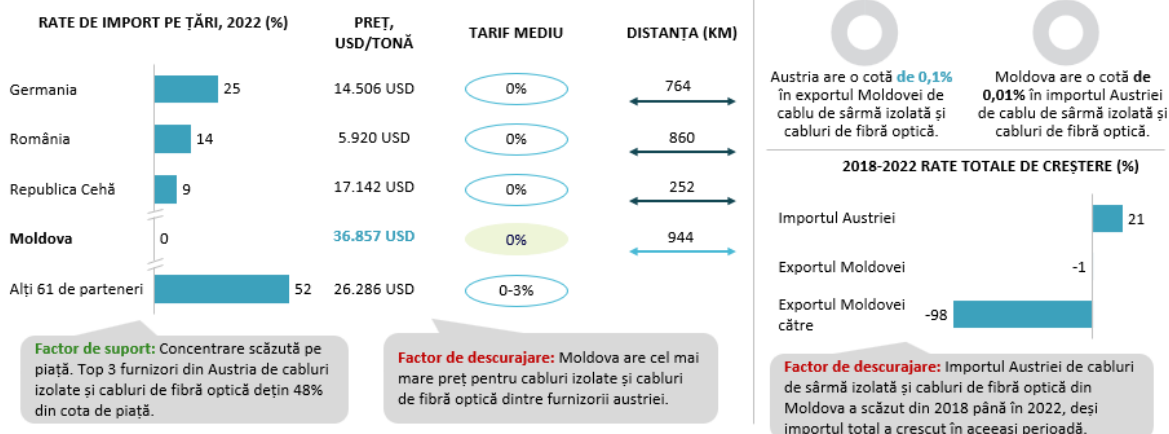 RATE DE IMPORT PE ȚĂRI, 2022 (%)
PREȚ,
USD/TONĂ
TARIF MEDIU
DISTANȚA (KM)
Germania
25
14.506 USD
0%
764
România
14
5.920 USD
0%
860
Republica Cehă
9
17.142 USD
0%
252
Moldova
0
36.857 USD
0%
944
Alți 61 de parteneri
52
26.286 USD
0-3%
Factor de suport: Concentrare scăzută pe
piață. Top 3 furnizori din Austria de cabluri
izolate și cabluri de fibră optică dețin 48%
din cota de piață.
Factor de descurajare: Moldova are cel mai
mare preț pentru cabluri izolate și cabluri
de fibră optică dintre furnizorii austriei.
Austria are o cotă de 0,1%
în exportul Moldovei de
cablu de sârmă izolată și
cabluri de fibră optică.
Moldova are o cotă de
0,01% în importul Austriei
de cablu de sârmă izolată și
cabluri de fibră optică.
2018-2022 RATE TOTALE DE CREȘTERE (%)
Importul Austriei
21
Exportul Moldovei
-1
Exportul Moldovei
către
-98
Factor de descurajare: Importul Austriei de cabluri
de sârmă izolată și cabluri de fibră optică din
Moldova a scăzut din 2018 până în 2022, deși
importul total a crescut în aceeași perioadă.